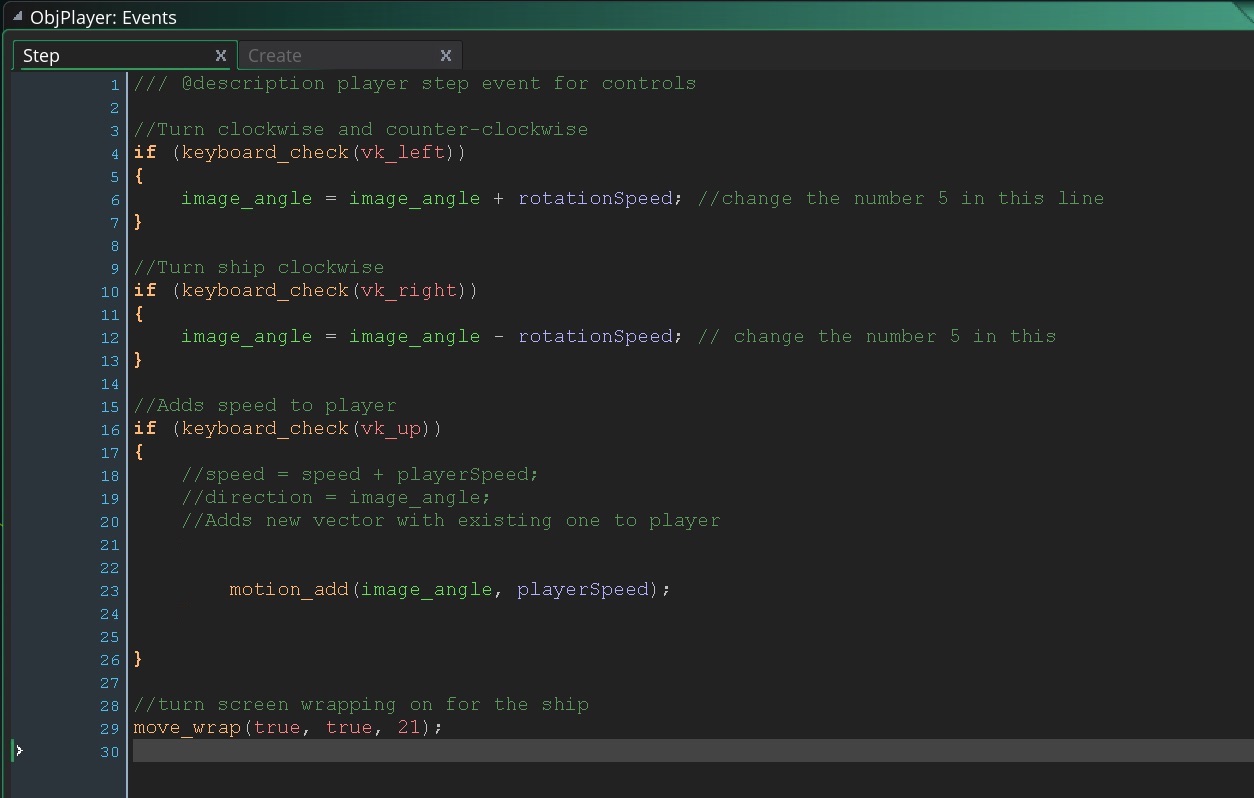 ObjPlayer: Events
Step X Create X
1 /// @description player step event for controls
2
3 //Turn clockwise and counter-clockwise
4 if (keyboard_check(vk_left))
5 {
6     image_angle = image_angle + rotationSpeed; //change the number 5 in this line
7 }
8
9 //Turn ship clockwise
10 if (keyboard_check(vk_right))
11 {
12     image_angle = image_angle - rotationSpeed; // change the number 5 in this
13 }
14
15 //Adds speed to player
16 if (keyboard_check(vk_up))
17 {
18     //speed = speed + playerSpeed;
19     //direction = image_angle;
20     //Adds new vector with existing one to player
21
22
23         motion_add(image_angle, playerSpeed);
24
25
26 }
27
28 //turn screen wrapping on for the ship
29 move_wrap(true, true, 21);
30